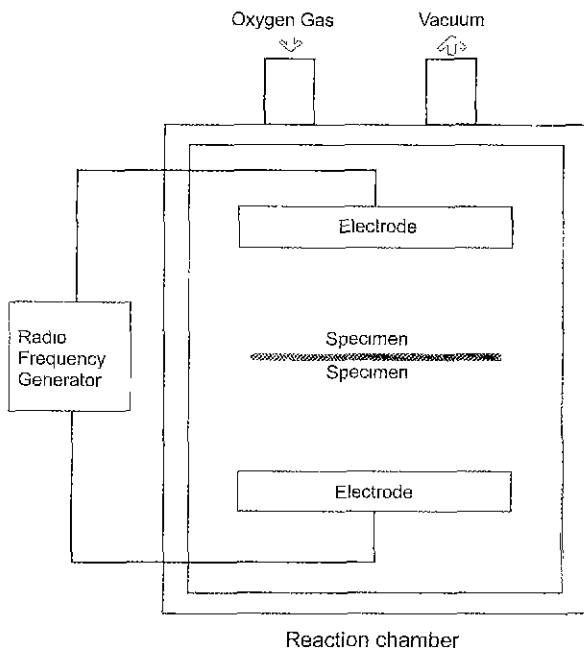 Oxygen Gas
Vacuum
Electrode
Radio
Frequency
Generator
Specimen
Specimen
Electrode
Reaction chamber